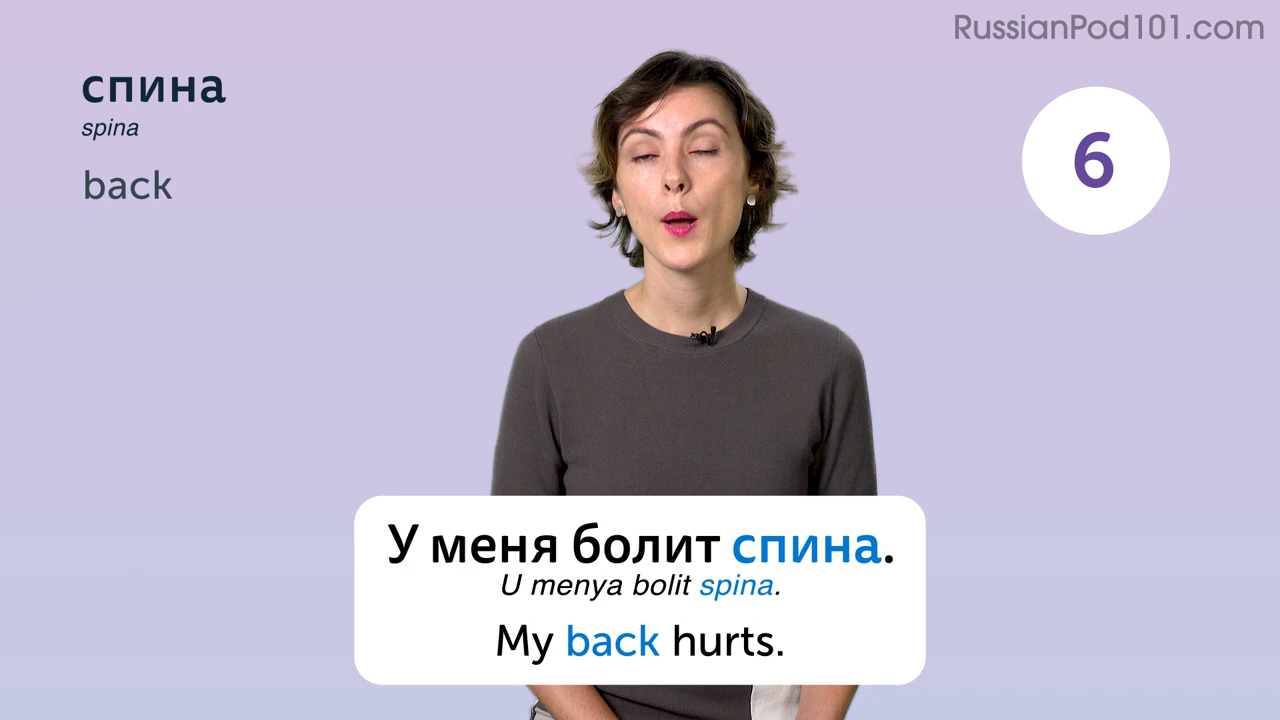 RussianPod101.com
спина
spina
back
6
У меня болит спина.
U menya bolit spina.
My back hurts.